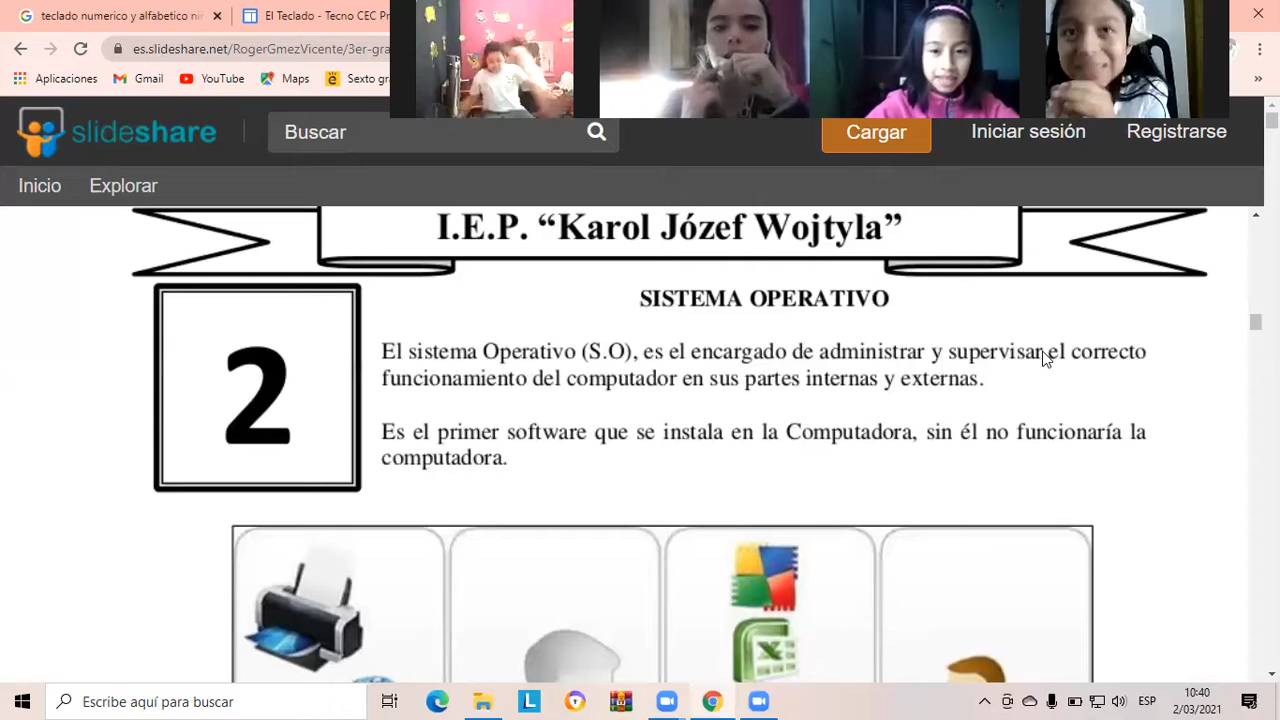 teclado numerico y alfabetico nir
El Teclado - Tecno CEC Pr
es.slideshare.net/RogerGmezVicente/3er-gra
Aplicaciones Gmail YouTube Maps Sexto g
slideshare Buscar Cargar Iniciar sesión Registrarse
Inicio Explorar
I.E.P. “Karol Józef Wojtyla”
SISTEMA OPERATIVO
2
El sistema Operativo (S.O), es el encargado de administrar y supervisar el correcto
funcionamiento del computador en sus partes internas y externas.
Es el primer software que se instala en la Computadora, sin él no funcionaría la
computadora.
Escribe aquí para buscar
ESP
10:40
2/03/2021